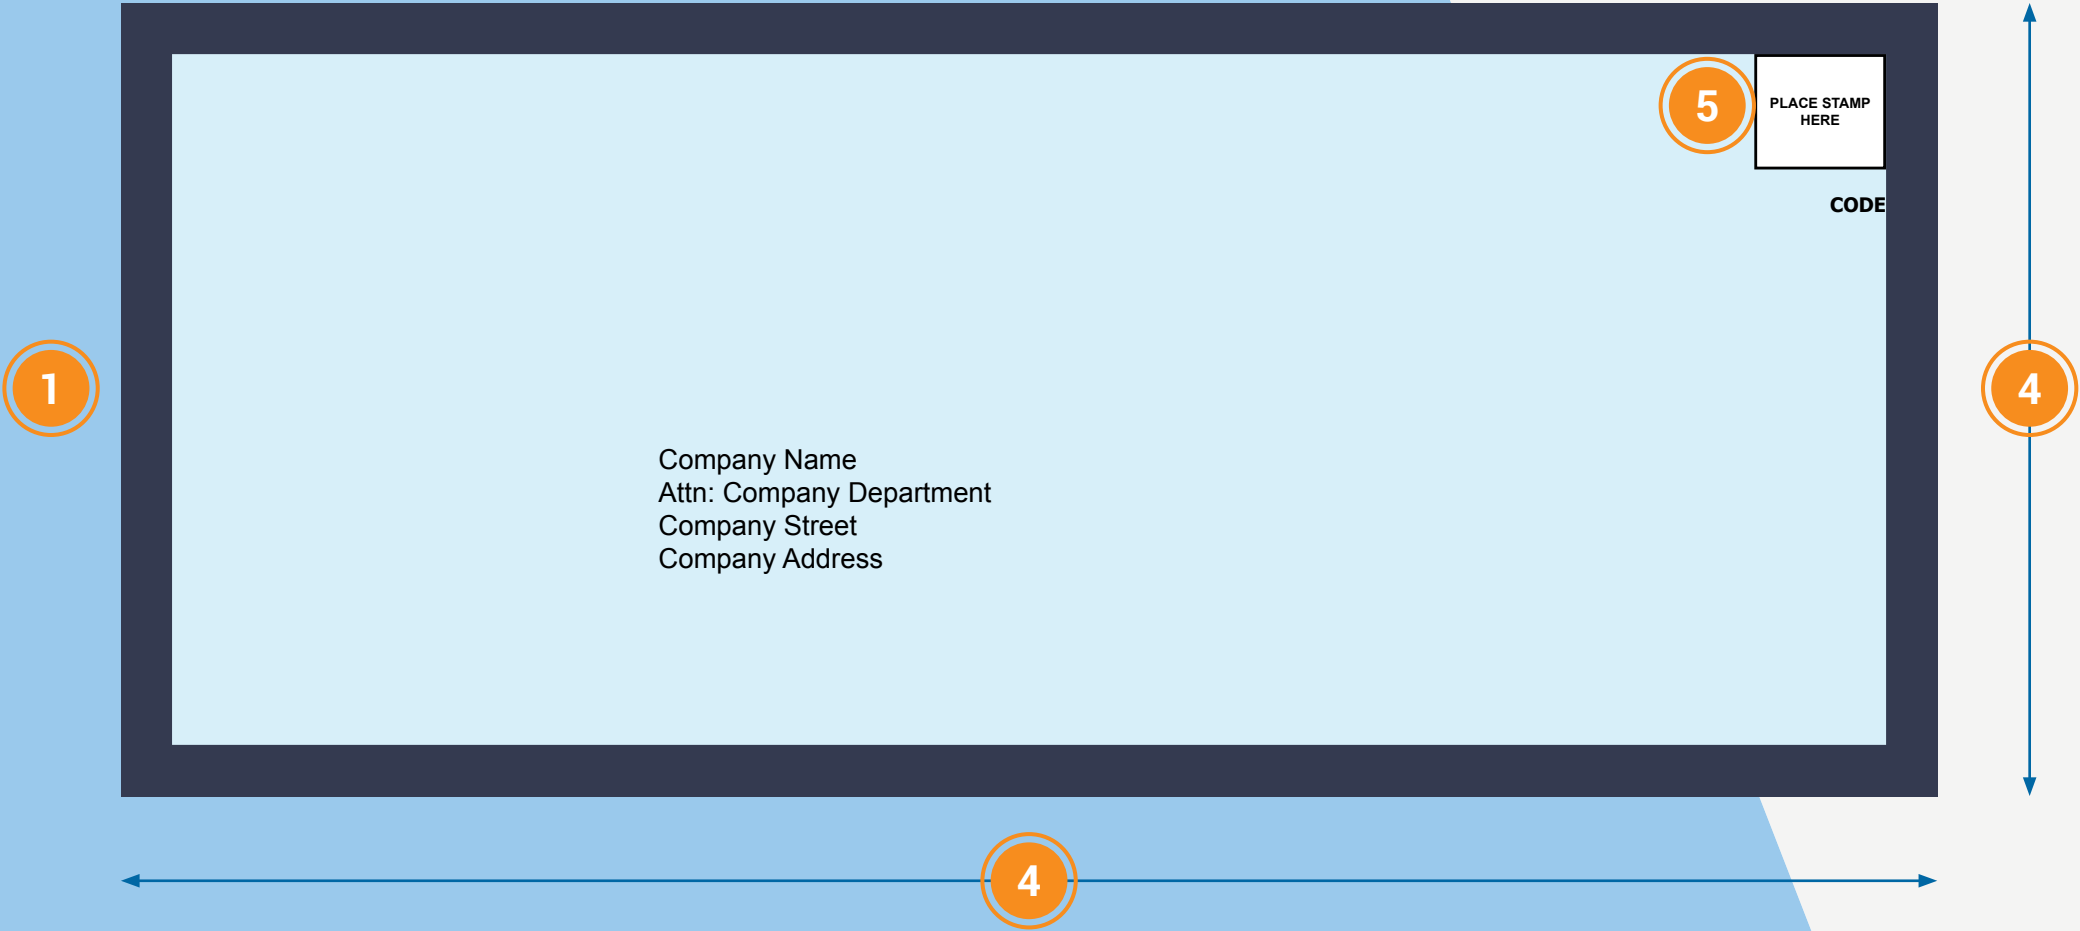 5
PLACE STAMP
HERE
CODE
1
4
Company Name
Attn: Company Department
Company Street
Company Address
4